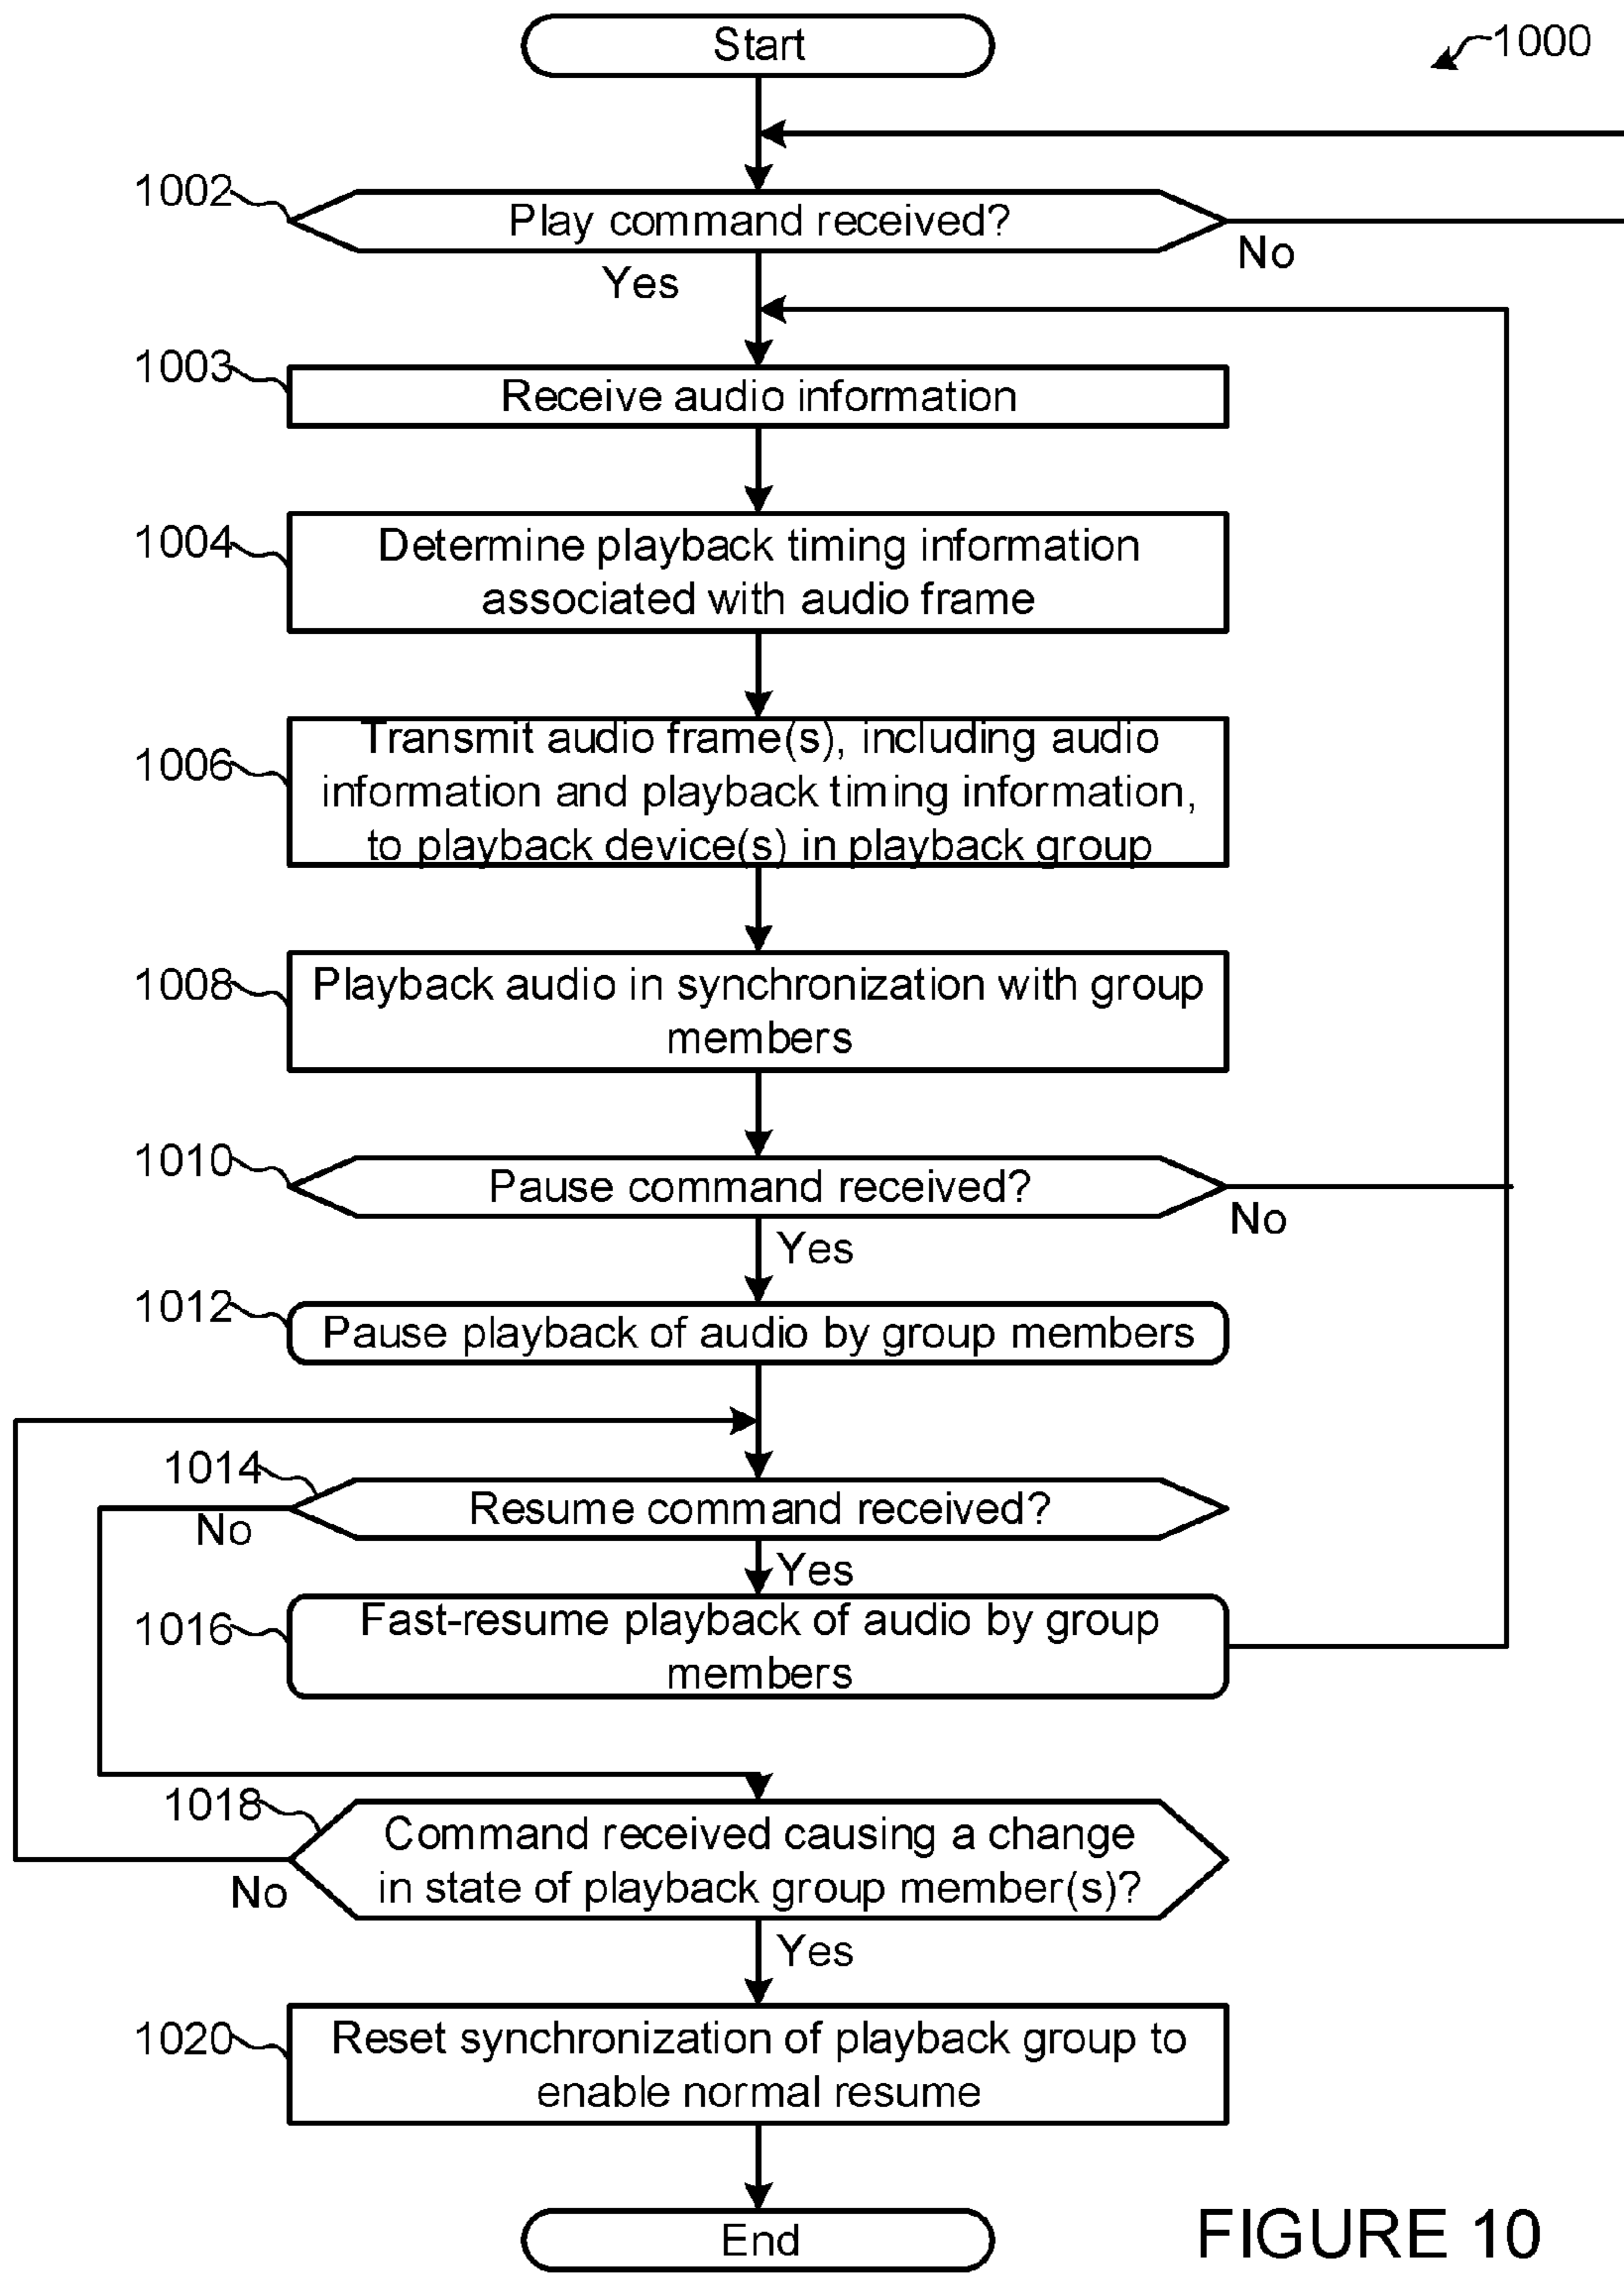 Start
1000
1002
Play command received?
No
Yes
1003
Receive audio information
1004
Determine playback timing information
associated with audio frame
1006
Transmit audio frame(s), including audio
information and playback timing information,
to playback device(s) in playback group
1008
Playback audio in synchronization with group
members
1010
Pause command received?
No
Yes
1012
Pause playback of audio by group members
1014
Resume command received?
No
Yes
1016
Fast-resume playback of audio by group
members
1018
Command received causing a change
in state of playback group member(s)?
No
Yes
1020
Reset synchronization of playback group to
enable normal resume
End
FIGURE 10